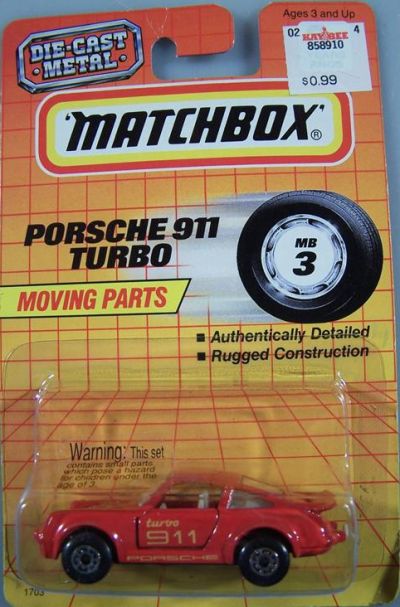 Ages 3 and Up
DIE-CAST
METAL
02 KAY BEE 4
858910
$0.99
'MATCHBOX'®
PORSCHE 911
TURBO
MB
3
MOVING PARTS
■ Authentically Detailed
■ Rugged Construction
Warning: This set
contains small parts
which pose a hazard
for children under the
age of 3.
turbo
911
PORSCHE
1703